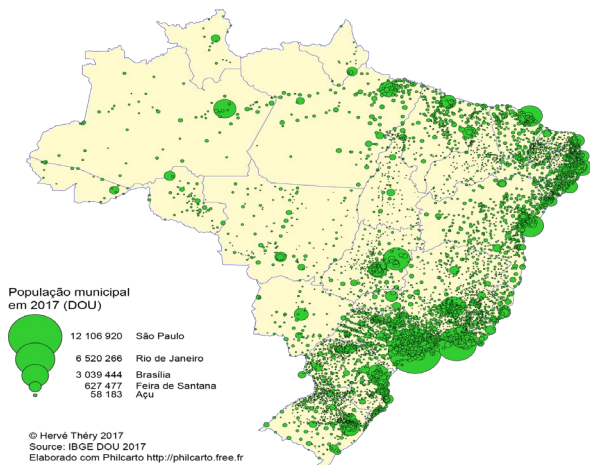 População municipal
em 2017 (DOU)
12 106 920 São Paulo
6 520 266 Rio de Janeiro
3 039 444 Brasília
627 477 Feira de Santana
58 183 Açu
© Hervé Théry 2017
Source: IBGE DOU 2017
Elaborado com Philcarto http://philcarto.free.fr